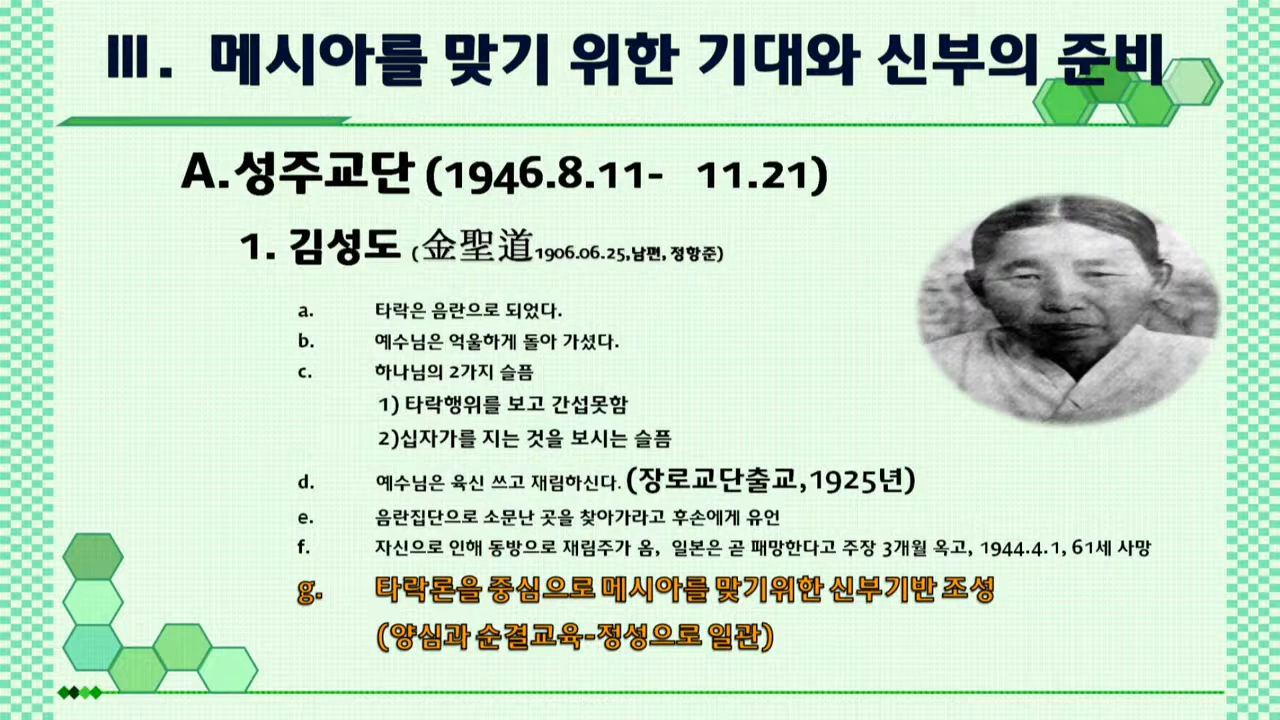 Ⅲ. 메시아를 맞기 위한 기대와 신부의 준비
A.성주교단 (1946.8.11- 11.21)
1. 김성도 (金聖道1906.06.25,남편, 정항준)
a. 타락은 음란으로 되었다.
b. 예수님은 억울하게 돌아 가셨다.
c. 하나님의 2가지 슬픔
1) 타락행위를 보고 간섭못함
2)십자가를 지는 것을 보시는 슬픔
d. 예수님은 육신 쓰고 재림하신다. (장로교단출교,1925년)
e. 음란집단으로 소문난 곳을 찾아가라고 후손에게 유언
f. 자신으로 인해 동방으로 재림주가 옴, 일본은 곧 패망한다고 주장 3개월 옥고, 1944.4.1, 61세 사망
g. 타락론을 중심으로 메시아를 맞기위한 신부기반 조성
(양심과 순결교육-정성으로 일관)